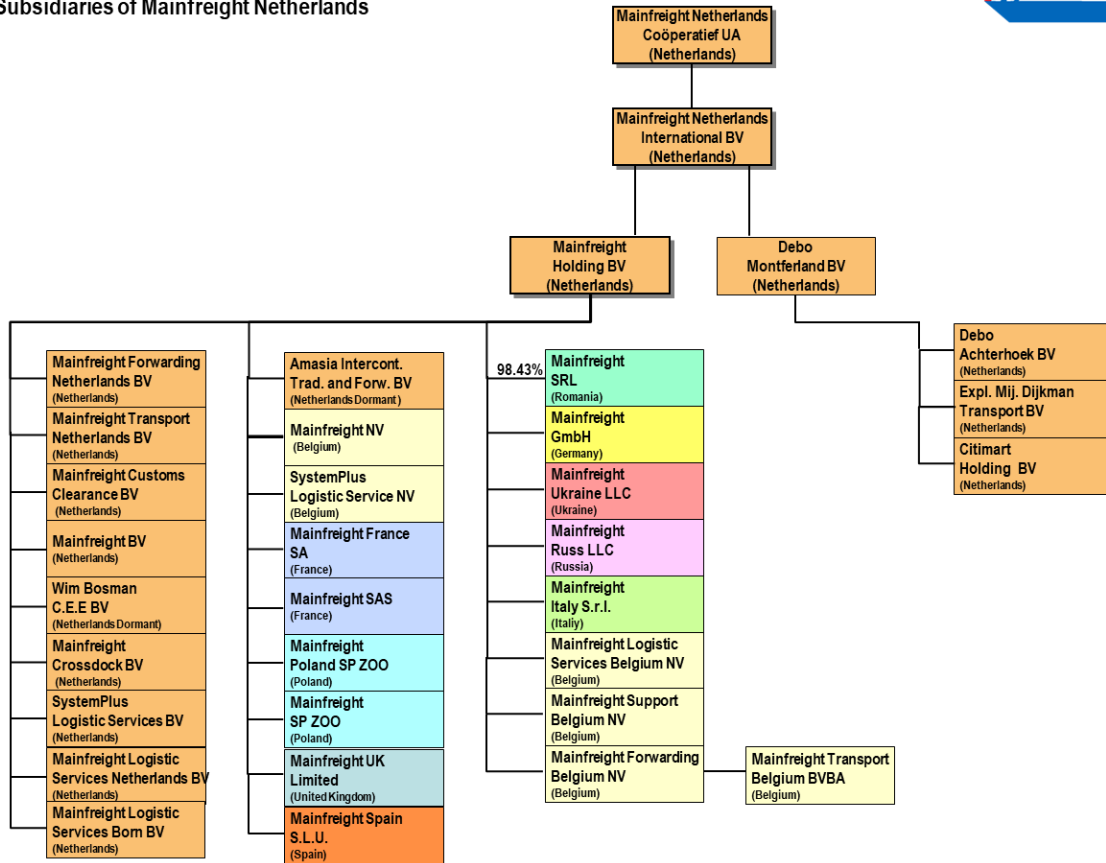 Subsidiaries of Mainfreight Netherlands
Mainfreight Netherlands
Coöperatief UA
(Netherlands)
Mainfreight Netherlands
International BV
(Netherlands)
Mainfreight
Holding BV
(Netherlands)
Debo
Montferland BV
(Netherlands)
Mainfreight Forwarding
Netherlands BV
(Netherlands)
Mainfreight Transport
Netherlands BV
(Netherlands)
Mainfreight Customs
Clearance BV
(Netherlands)
Mainfreight BV
(Netherlands)
Wim Bosman
C.E.E BV
(Netherlands Dormant)
Mainfreight
Crossdock BV
(Netherlands)
SystemPlus
Logistic Services BV
(Netherlands)
Mainfreight Logistic
Services Netherlands BV
(Netherlands)
Mainfreight Logistic
Services Born BV
(Netherlands)
Amasia Intercont.
Trad. and Forw. BV
(Netherlands Dormant)
Mainfreight NV
(Belgium)
SystemPlus
Logistic Service NV
(Belgium)
Mainfreight France
SA
(France)
Mainfreight SAS
(France)
Mainfreight
Poland SP ZOO
(Poland)
Mainfreight
SP ZOO
(Poland)
Mainfreight UK
Limited
(United Kingdom)
Mainfreight Spain
S.L.U.
(Spain)
98.43%
Mainfreight
SRL
(Romania)
Mainfreight
GmbH
(Germany)
Mainfreight
Ukraine LLC
(Ukraine)
Mainfreight
Russ LLC
(Russia)
Mainfreight
Italy S.r.l.
(Italiy)
Mainfreight Logistic
Services Belgium NV
(Belgium)
Mainfreight Support
Belgium NV
(Belgium)
Mainfreight Forwarding
Belgium NV
(Belgium)
Mainfreight Transport
Belgium BVBA
(Belgium)
Debo
Achterhoek BV
(Netherlands)
Expl. Mij. Dijkman
Transport BV
(Netherlands)
Citimart
Holding BV
(Netherlands)